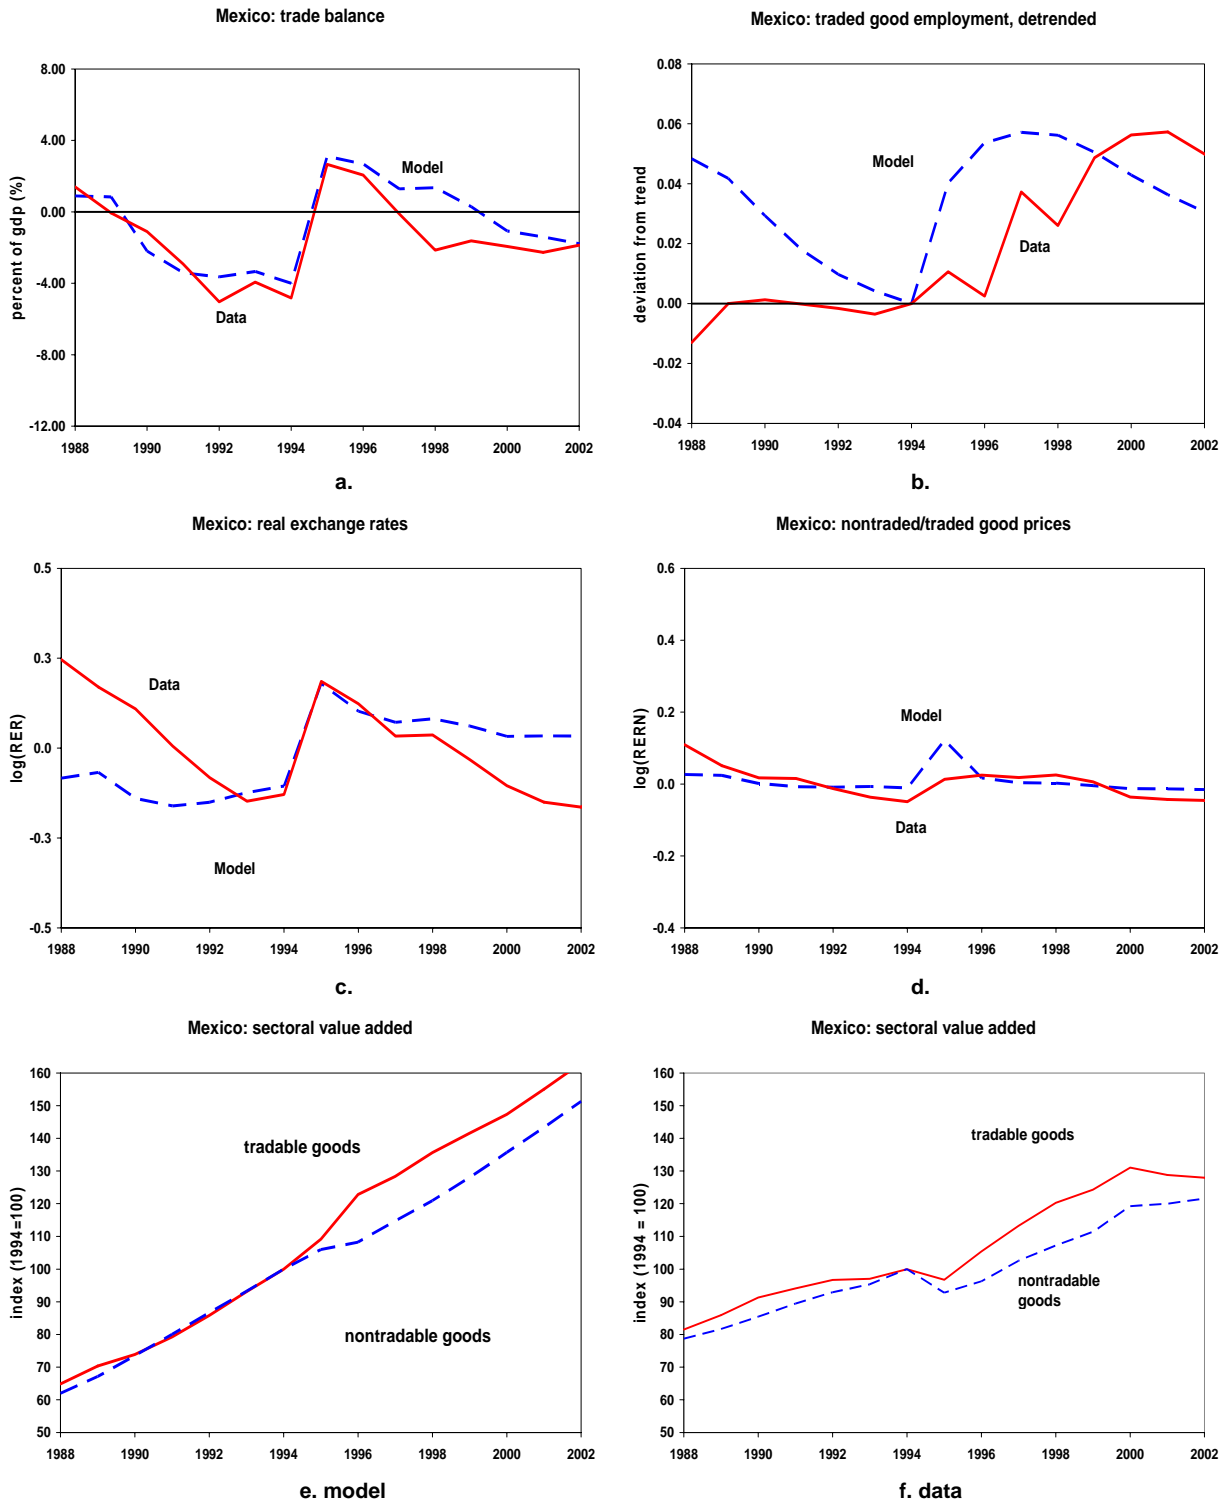 Mexico: trade balance
8.00
4.00
0.00
-4.00
-8.00
-12.00
percent of gdp (%)
Model
Data
1988 1990 1992 1994 1996 1998 2000 2002
a.
Mexico: traded good employment, detrended
0.08
0.06
0.04
0.02
0.00
-0.02
-0.04
deviation from trend
Model
Data
1988 1990 1992 1994 1996 1998 2000 2002
b.
Mexico: real exchange rates
0.5
0.3
0.0
-0.3
-0.5
log(RER)
Data
Model
1988 1990 1992 1994 1996 1998 2000 2002
c.
Mexico: nontraded/traded good prices
0.6
0.4
0.2
0.0
-0.2
-0.4
log(RERN)
Model
Data
1988 1990 1992 1994 1996 1998 2000 2002
d.
Mexico: sectoral value added
160
150
140
130
120
110
100
90
80
70
60
50
index (1994=100)
tradable goods
nontradable goods
1988 1990 1992 1994 1996 1998 2000 2002
e. model
Mexico: sectoral value added
160
150
140
130
120
110
100
90
80
70
60
50
index (1994 = 100)
tradable goods
nontradable
goods
1988 1990 1992 1994 1996 1998 2000 2002
f. data